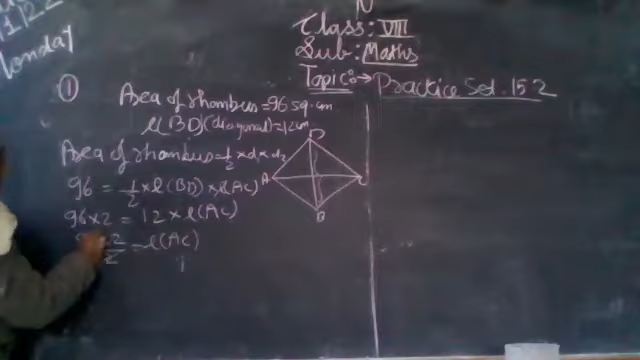 N
Class: VIII
Sub: Maths
Topic:→ Practice Set. 15.2
Monday
① Area of rhombus = 96 sq.cm
l(BD)(diagonal) = 12cm
Area of rhombus = 1/2 × d × d2
96 = 1/2 × l(BD) × l(AC)
96 × 2 = 12 × l(AC)
= l(AC)
D
A
B